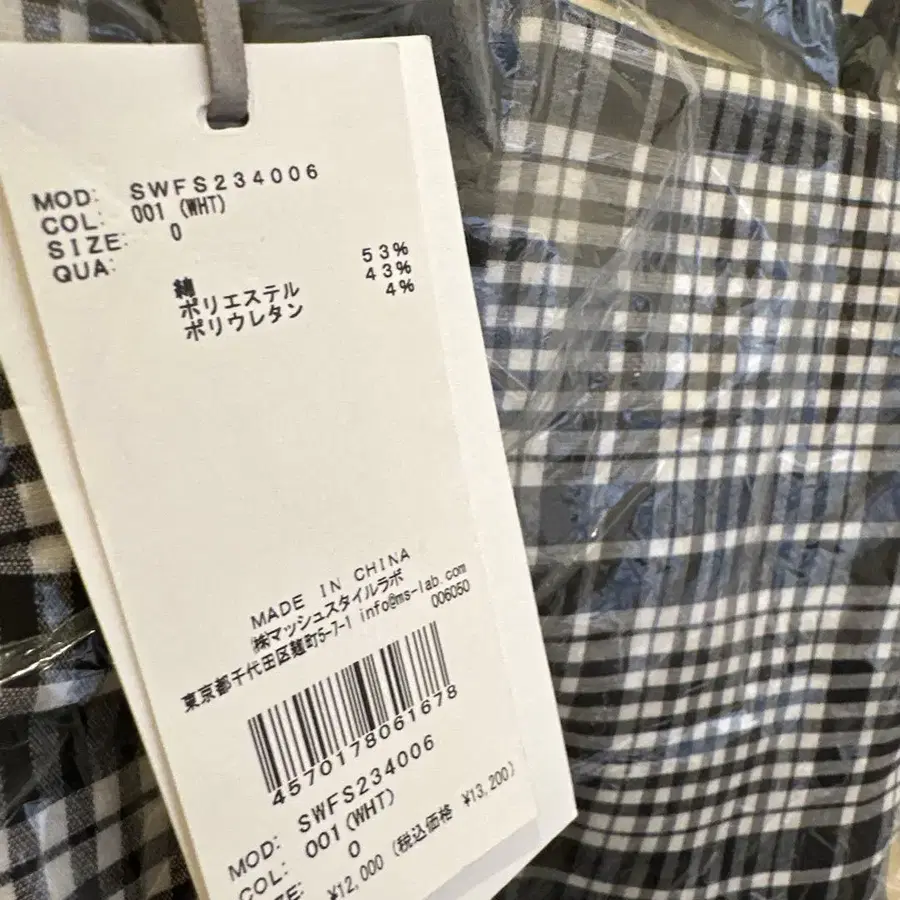 MOD: SWFS234006
COL: 001 (WHT)
SIZE: 0
QUA:
綿 53%
ポリエステル 43%
ポリウレタン 4%
MADE IN CHINA
㈱マッシュスタイルラボ
東京都千代田区麹町5-7-1 info@ms-lab.com
006050
4570178061678
MOD: SWFS234006
COL: 001 (WHT)
0
¥12,000 (税込価格 ¥13,200)